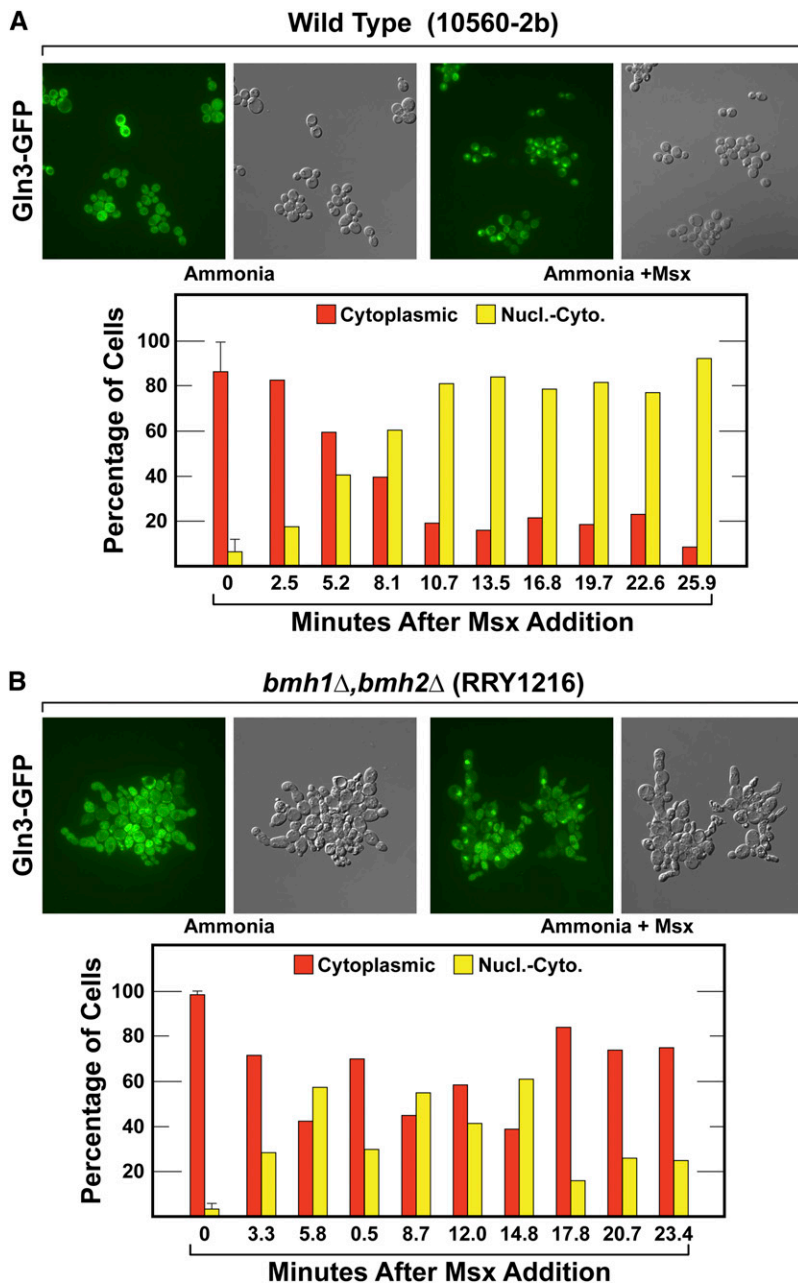 A
Wild Type (10560-2b)
Gln3-GFP
Ammonia
Ammonia +Msx
Cytoplasmic
Nucl.-Cyto.
Percentage of Cells
100
80
60
40
20
0 2.5 5.2 8.1 10.7 13.5 16.8 19.7 22.6 25.9
Minutes After Msx Addition
B
bmh1Δ,bmh2Δ (RRY1216)
Gln3-GFP
Ammonia
Ammonia + Msx
Cytoplasmic
Nucl.-Cyto.
Percentage of Cells
100
80
60
40
20
0 3.3 5.8 0.5 8.7 12.0 14.8 17.8 20.7 23.4
Minutes After Msx Addition